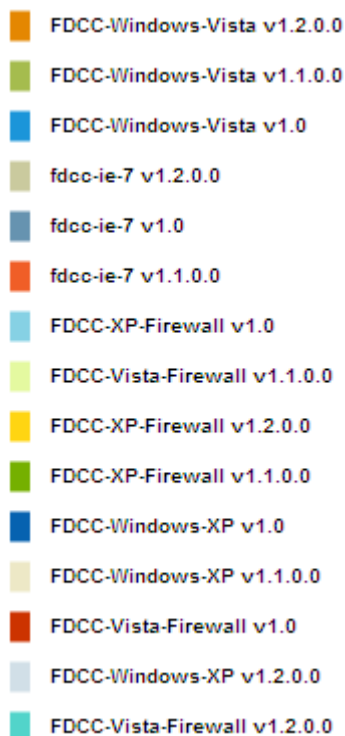 FDCC-Windows-Vista v1.2.0.0
FDCC-Windows-Vista v1.1.0.0
FDCC-Windows-Vista v1.0
fdcc-ie-7 v1.2.0.0
fdcc-ie-7 v1.0
fdcc-ie-7 v1.1.0.0
FDCC-XP-Firewall v1.0
FDCC-Vista-Firewall v1.1.0.0
FDCC-XP-Firewall v1.2.0.0
FDCC-XP-Firewall v1.1.0.0
FDCC-Windows-XP v1.0
FDCC-Windows-XP v1.1.0.0
FDCC-Vista-Firewall v1.0
FDCC-Windows-XP v1.2.0.0
FDCC-Vista-Firewall v1.2.0.0